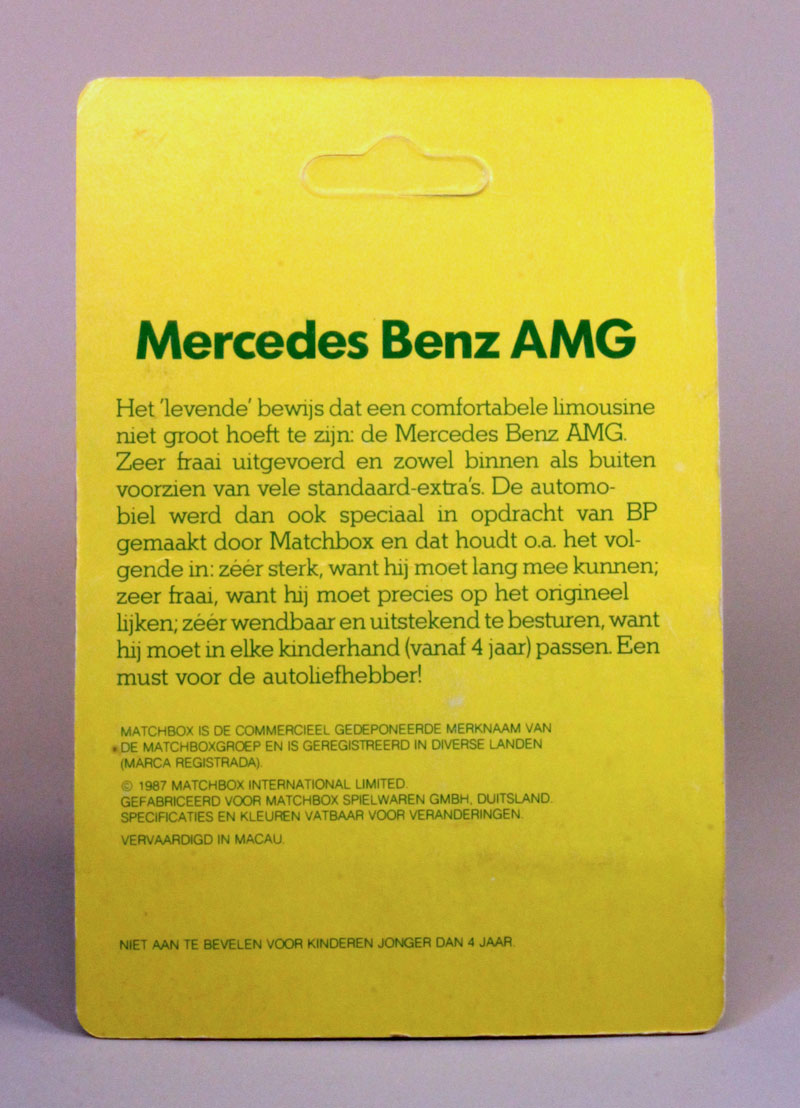 Mercedes Benz AMG
Het 'levende' bewijs dat een comfortabele limousine
niet groot hoeft te zijn: de Mercedes Benz AMG.
Zeer fraai uitgevoerd en zowel binnen als buiten
voorzien van vele standaard-extra's. De automo-
biel werd dan ook speciaal in opdracht van BP
gemaakt door Matchbox en dat houdt o.a. het vol-
gende in: zéér sterk, want hij moet lang mee kunnen;
zeer fraai, want hij moet precies op het origineel
lijken; zéér wendbaar en uitstekend te besturen, want
hij moet in elke kinderhand (vanaf 4 jaar) passen. Een
must voor de autoliefhebber!
MATCHBOX IS DE COMMERCIEEL GEDEPONEERDE MERKNAAM VAN
DE MATCHBOXGROEP EN IS GEREGISTREERD IN DIVERSE LANDEN
(MARCA REGISTRADA).
© 1987 MATCHBOX INTERNATIONAL LIMITED.
GEFABRICEERD VOOR MATCHBOX SPIELWAREN GMBH, DUITSLAND.
SPECIFICATIES EN KLEUREN VATBAAR VOOR VERANDERINGEN.
VERVAARDIGD IN MACAU.
NIET AAN TE BEVELEN VOOR KINDEREN JONGER DAN 4 JAAR.